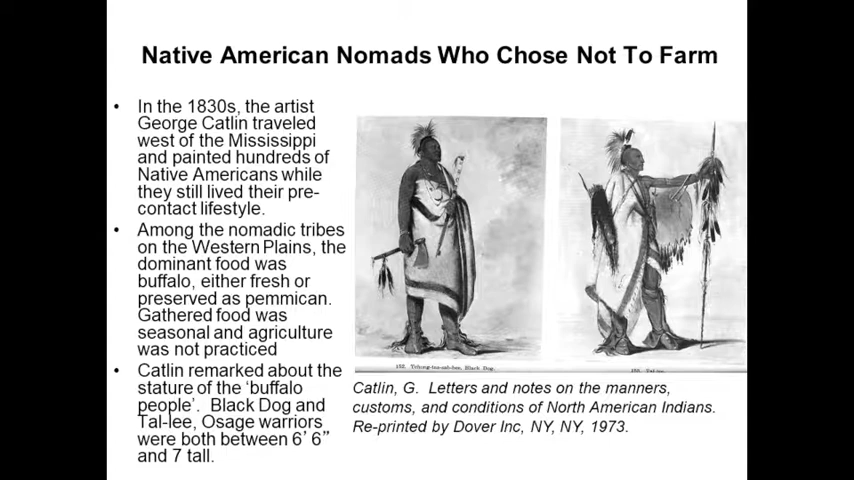 Native American Nomads Who Chose Not To Farm
• In the 1830s, the artist
George Catlin traveled
west of the Mississippi
and painted hundreds of
Native Americans while
they still lived their pre-
contact lifestyle.
• Among the nomadic tribes
on the Western Plains, the
dominant food was
buffalo, either fresh or
preserved as pemmican.
Gathered food was
seasonal and agriculture
was not practiced
• Catlin remarked about the
stature of the ‘buffalo
people’.  Black Dog and
Tal-lee, Osage warriors
were both between 6’ 6”
and 7 tall.
Black Dog.
Catlin, G.  Letters and notes on the manners,
customs, and conditions of North American Indians.
Re-printed by Dover Inc, NY, NY, 1973.